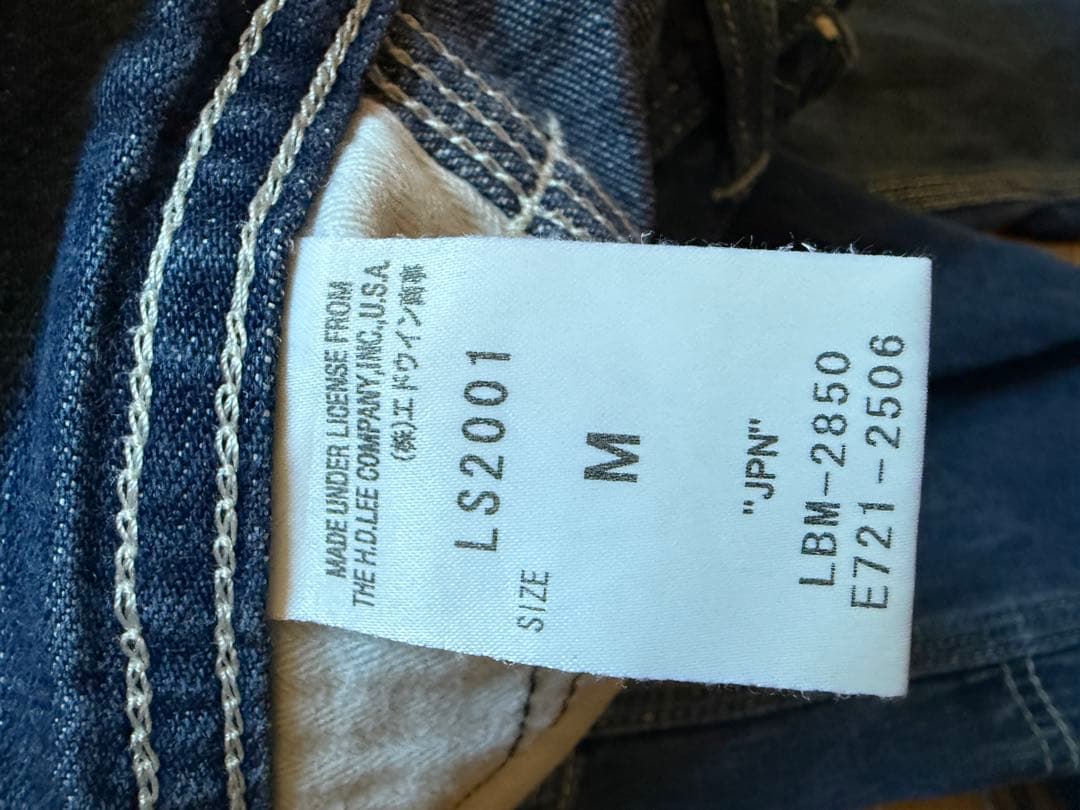 MADE UNDER LICENSE FROM
THE H.D.LEE COMPANY,INC.,U.S.A.
(株)エドウイン商事
LS2001
SIZE
M
"JPN"
LBM-2850
E721-2506